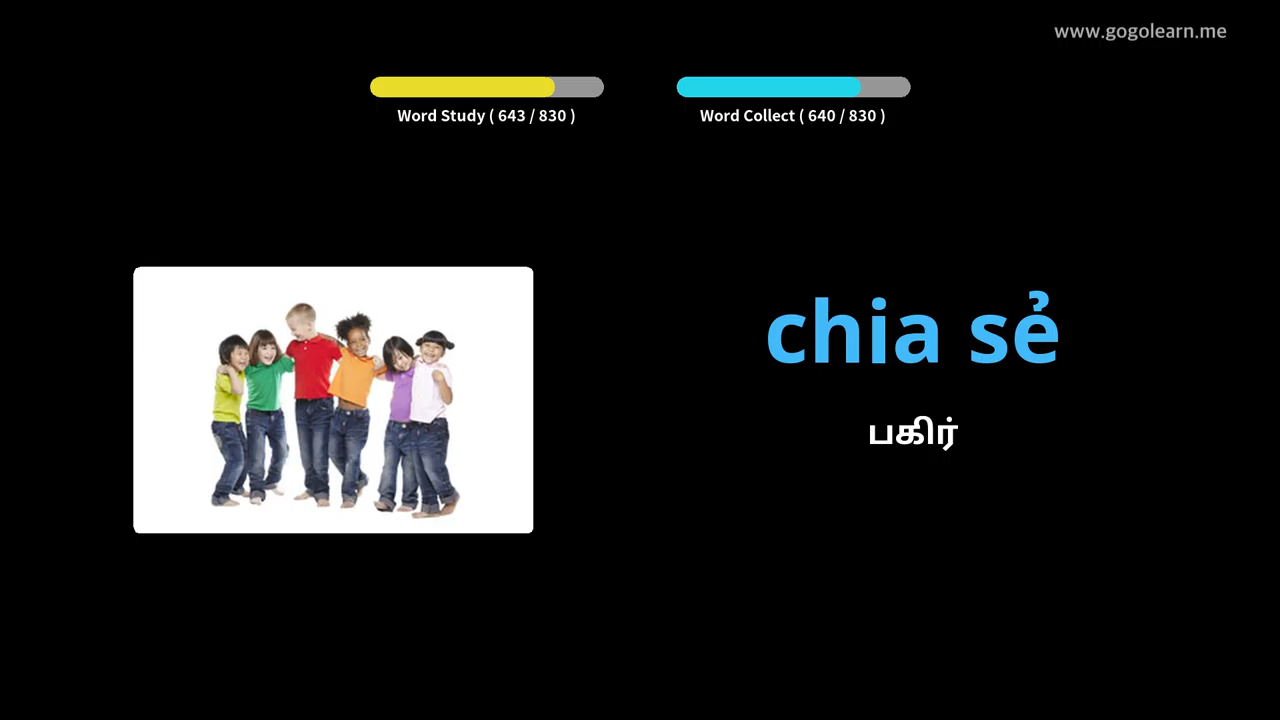 www.gogolearn.me
Word Study ( 643 / 830 )
Word Collect ( 640 / 830 )
chia sẻ
பகிர்